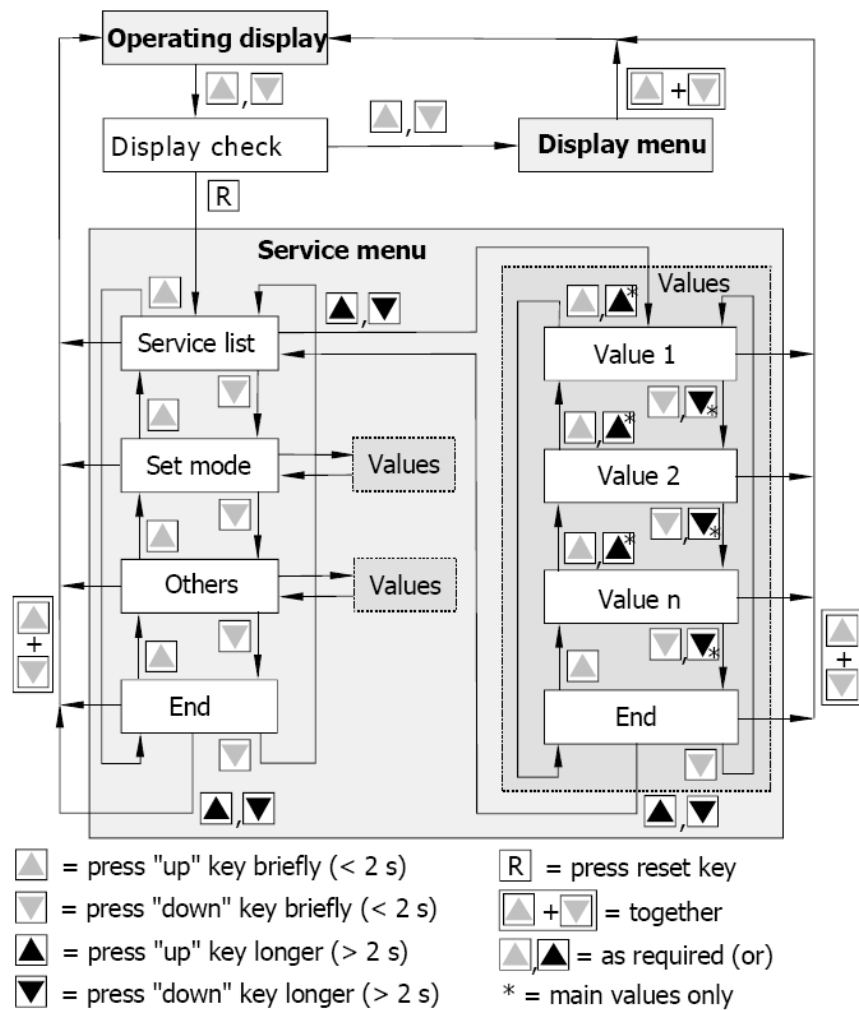 Operating display
,
Display check
,
+
Display menu
R
Service menu
Values
,
*
,
Service list
Value 1
,
*
,
*
Set mode
Values
Value 2
,
*
,
*
Others
Values
Value n
,
*
+
+
End
End
,
,
= press "up" key briefly (< 2 s)
= press "down" key briefly (< 2 s)
= press "up" key longer (> 2 s)
= press "down" key longer (> 2 s)
R = press reset key
+ = together
, = as required (or)
* = main values only